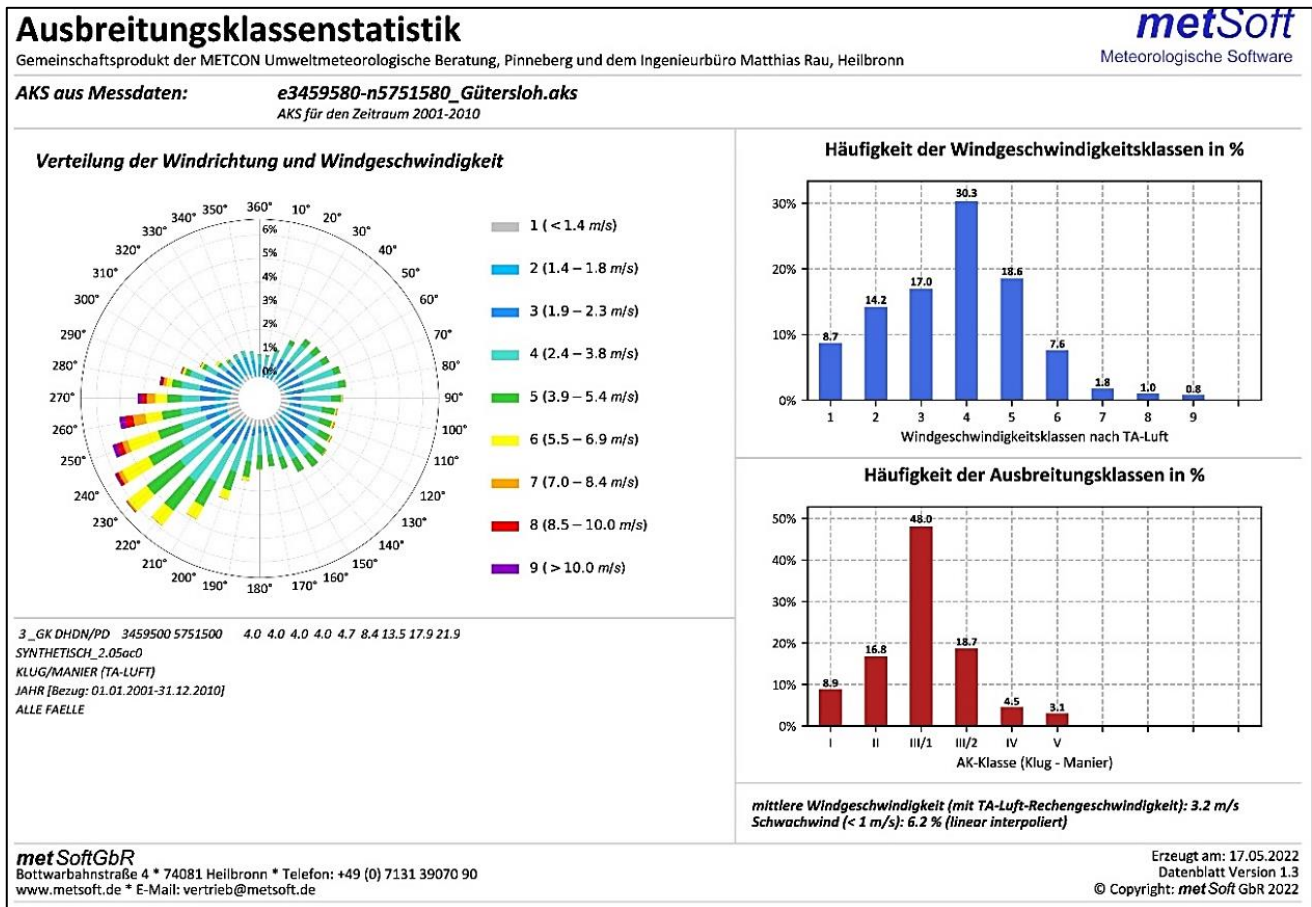 Ausbreitungsklassenstatistik
metSoft
Meteorologische Software
Gemeinschaftsprodukt der METCON Umweltmeteorologische Beratung, Pinneberg und dem Ingenieurbüro Matthias Rau, Heilbronn
AKS aus Messdaten: e3459580-n5751580_Gütersloh.aks
AKS für den Zeitraum 2001-2010
Verteilung der Windrichtung und Windgeschwindigkeit
360°
10°
20°
30°
40°
50°
60°
70°
80°
90°
100°
110°
120°
130°
140°
150°
160°
170°
180°
190°
200°
210°
220°
230°
240°
250°
260°
270°
280°
290°
300°
310°
320°
330°
340°
350°
6%
5%
4%
3%
2%
1%
0%
1 (< 1.4 m/s)
2 (1.4 – 1.8 m/s)
3 (1.9 – 2.3 m/s)
4 (2.4 – 3.8 m/s)
5 (3.9 – 5.4 m/s)
6 (5.5 – 6.9 m/s)
7 (7.0 – 8.4 m/s)
8 (8.5 – 10.0 m/s)
9 (> 10.0 m/s)
3_GK DHDN/PD 3459500 5751500 4.0 4.0 4.0 4.0 4.7 8.4 13.5 17.9 21.9
SYNTHETISCH_2.05ac0
KLUG/MANIER (TA-LUFT)
JAHR [Bezug: 01.01.2001-31.12.2010]
ALLE FAELLE
Häufigkeit der Windgeschwindigkeitsklassen in %
30%
20%
10%
0%
8.7
14.2
17.0
30.3
18.6
7.6
1.8
1.0
0.8
1 2 3 4 5 6 7 8 9
Windgeschwindigkeitsklassen nach TA-Luft
Häufigkeit der Ausbreitungsklassen in %
50%
40%
30%
20%
10%
0%
8.9
16.8
48.0
18.7
4.5
3.1
I II III/1 III/2 IV V
AK-Klasse (Klug - Manier)
mittlere Windgeschwindigkeit (mit TA-Luft-Rechengeschwindigkeit): 3.2 m/s
Schwachwind (< 1 m/s): 6.2 % (linear interpoliert)
metSoftGbR
Bottwarbahnstraße 4 * 74081 Heilbronn * Telefon: +49 (0) 7131 39070 90
www.metsoft.de * E-Mail: vertrieb@metsoft.de
Erzeugt am: 17.05.2022
Datenblatt Version 1.3
© Copyright: metSoft GbR 2022